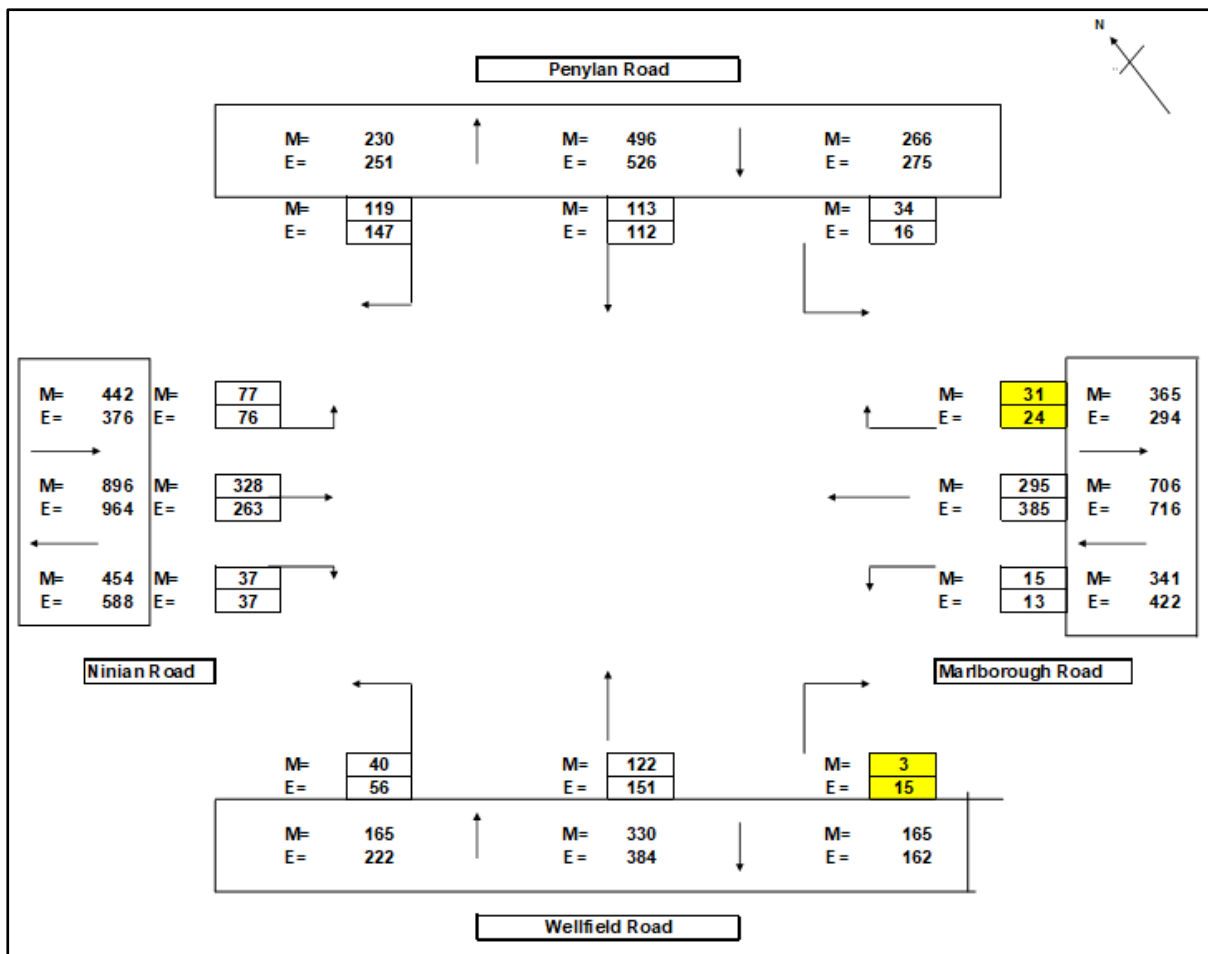 N
Penylan Road
M= 230 M= 496 M= 266
E= 251 E= 526 E= 275
M= 119 M= 113 M= 34
E= 147 E= 112 E= 16
M= 442 M= 77 M= 31 M= 365
E= 376 E= 76 E= 24 E= 294
M= 896 M= 328 M= 295 M= 706
E= 964 E= 263 E= 385 E= 716
M= 454 M= 37 M= 15 M= 341
E= 588 E= 37 E= 13 E= 422
Ninian Road Marlborough Road
M= 40 M= 122 M= 3
E= 56 E= 151 E= 15
M= 165 M= 330 M= 165
E= 222 E= 384 E= 162
Wellfield Road